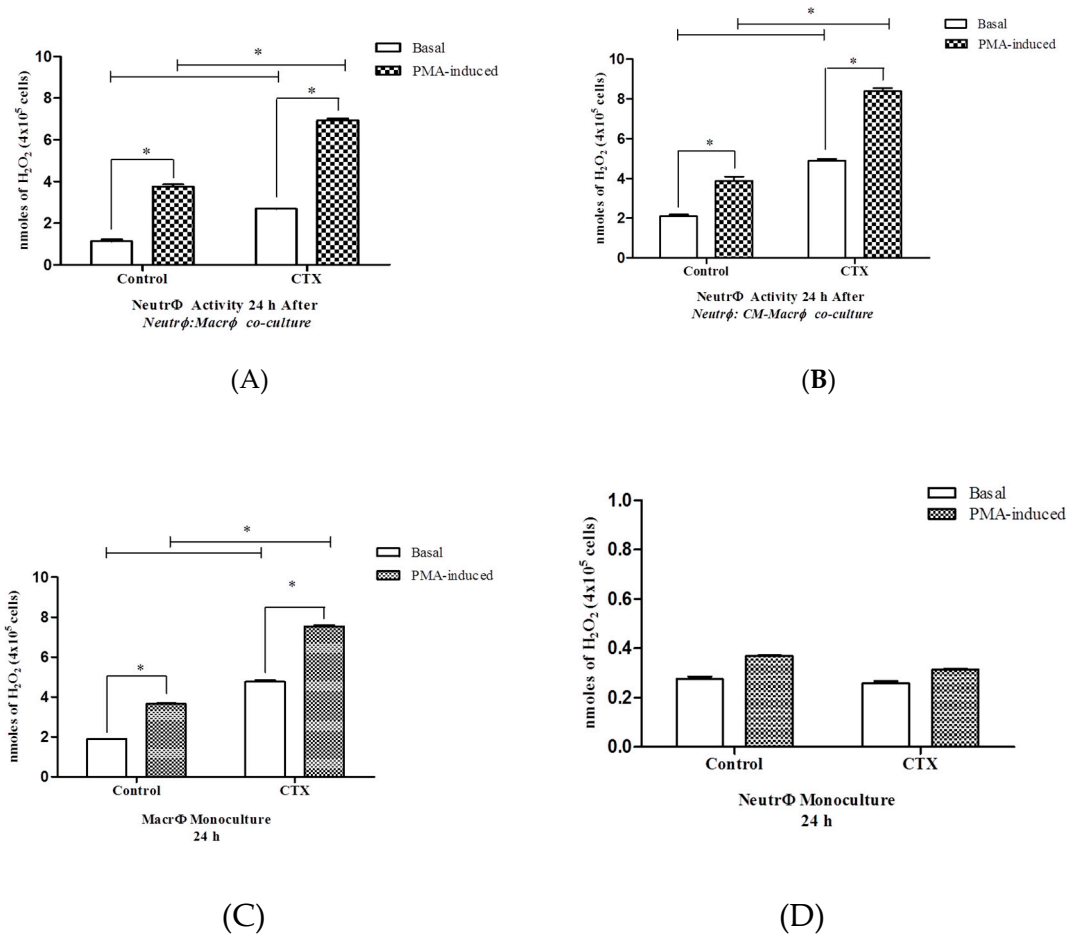 *
*
*
*
Basal
PMA-induced
nmoles of H₂O₂ (4x10⁵ cells)
10
8
6
4
2
0
Control
CTX
NeutrΦ Activity 24 h After
Neutrϕ:Macrϕ co-culture
(A)
*
*
*
Basal
PMA-induced
nmoles of H₂O₂ (4x10⁵ cells)
10
8
6
4
2
0
Control
CTX
NeutrΦ Activity 24 h After
Neutrϕ: CM-Macrϕ co-culture
(B)
*
*
*
Basal
PMA-induced
nmoles of H₂O₂ (4x10⁵ cells)
10
8
6
4
2
0
Control
CTX
MacrΦ Monoculture
24 h
(C)
Basal
PMA-induced
nmoles of H₂O₂ (4x10⁵ cells)
1.0
0.8
0.6
0.4
0.2
0.0
Control
CTX
NeutrΦ Monoculture
24 h
(D)